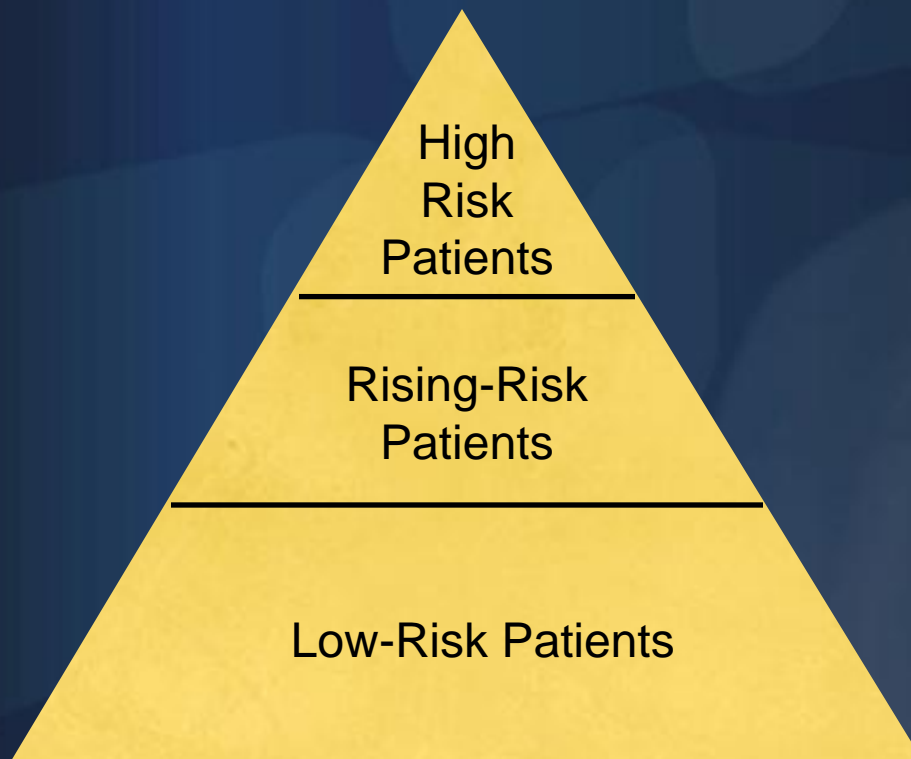 High
Risk
Patients
Rising-Risk
Patients
Low-Risk Patients